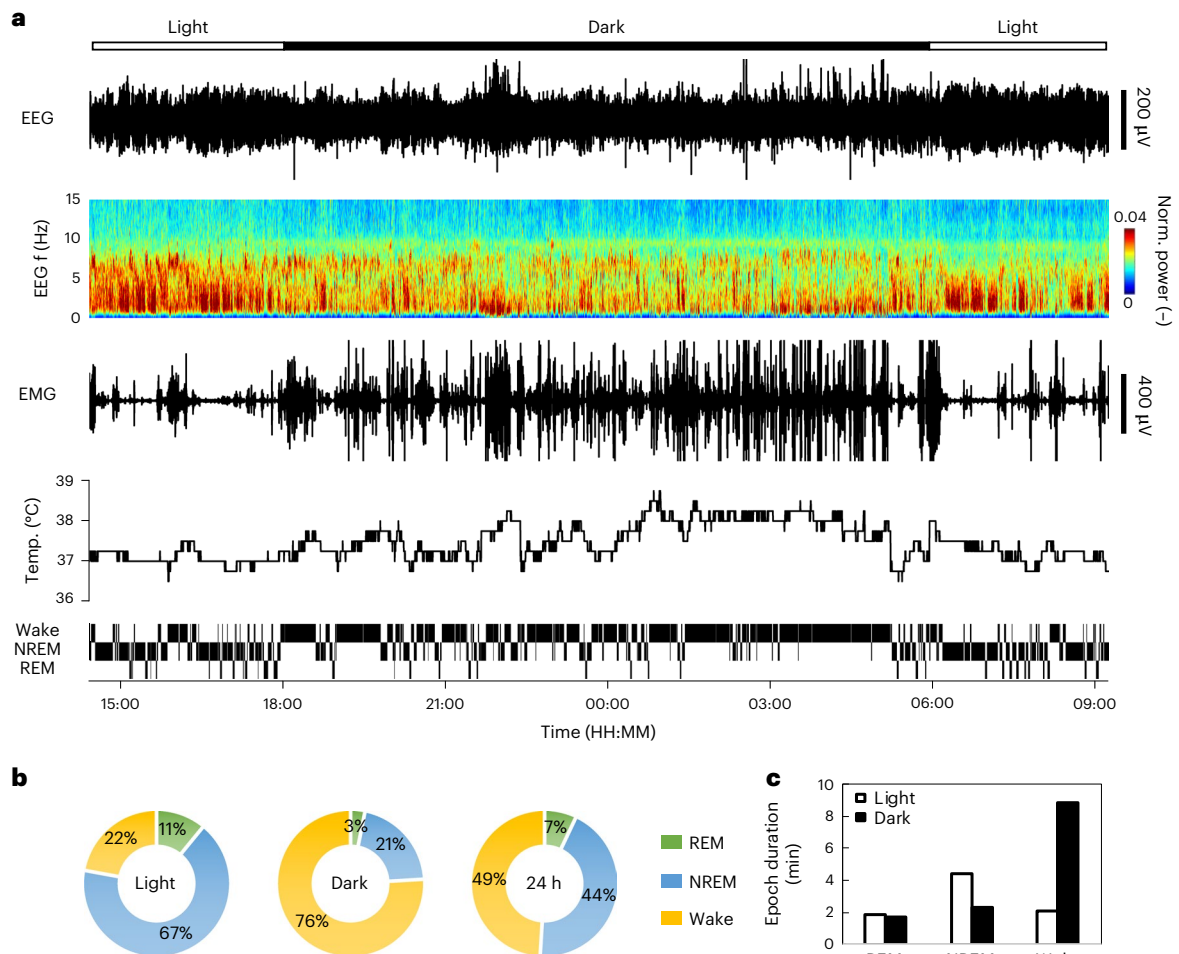 a
Light Dark Light
EEG
200 µV
EEG f (Hz)
15
10
5
0
Norm. power (–)
0.04
0
EMG
400 µV
Temp. (°C)
39
38
37
36
Wake
NREM
REM
15:00 18:00 21:00 00:00 03:00 06:00 09:00
Time (HH:MM)
b
22% 11%
Light
67%
3%
21%
Dark
76%
7%
49% 24 h 44%
REM
NREM
Wake
c
Epoch duration
(min)
10
8
6
4
2
0
Light
Dark